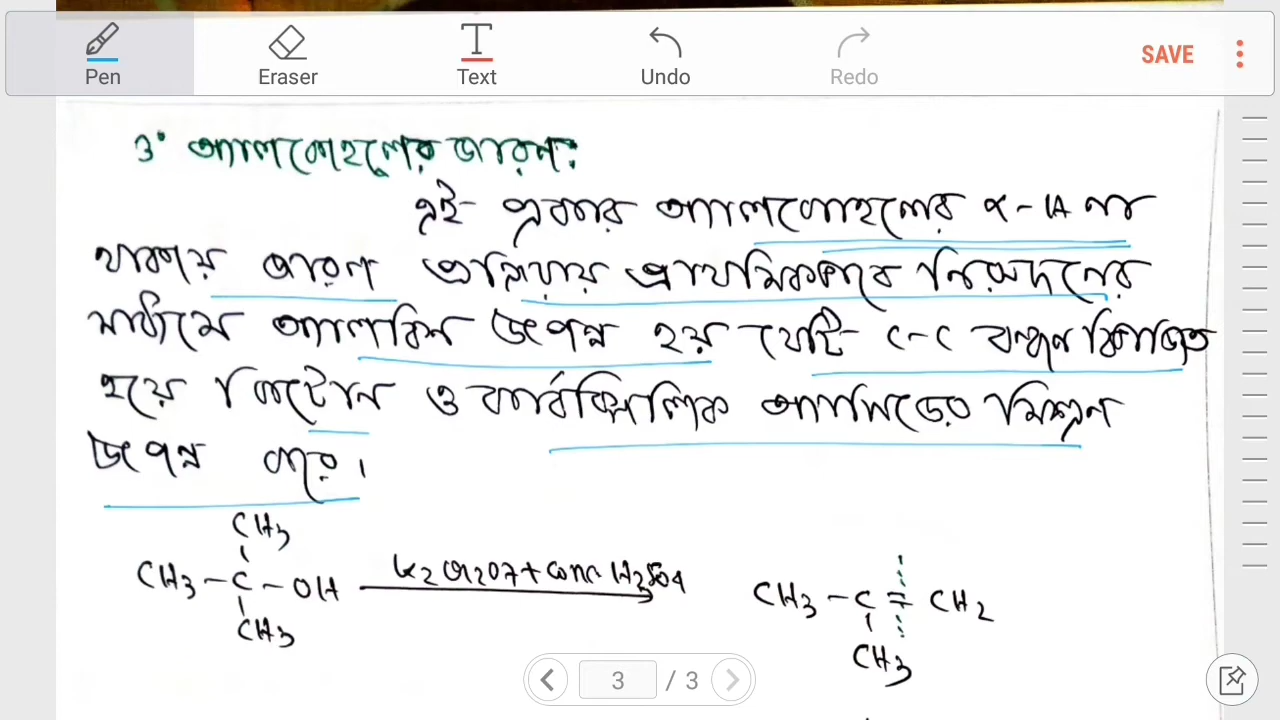 Pen
Eraser
Text
Undo
Redo
SAVE
3° অ্যালকোহলের জারণ:
এই প্রকার অ্যালকোহলের α-H না
থাকায় জারণ প্রক্রিয়ায় প্রাথমিকভাবে নিরুদনের
মাধ্যমে অ্যালকিন উৎপন্ন হয় যেটি C-C বন্ধন বিভাজিত
হয়ে কিটোন ও কার্বক্সিলিক অ্যাসিডের মিশ্রণ
উৎপন্ন করে।
CH3
CH3-C-OH K2Cr2O7+conc H2SO4 CH3-C=CH2
CH3 CH3
3 / 3